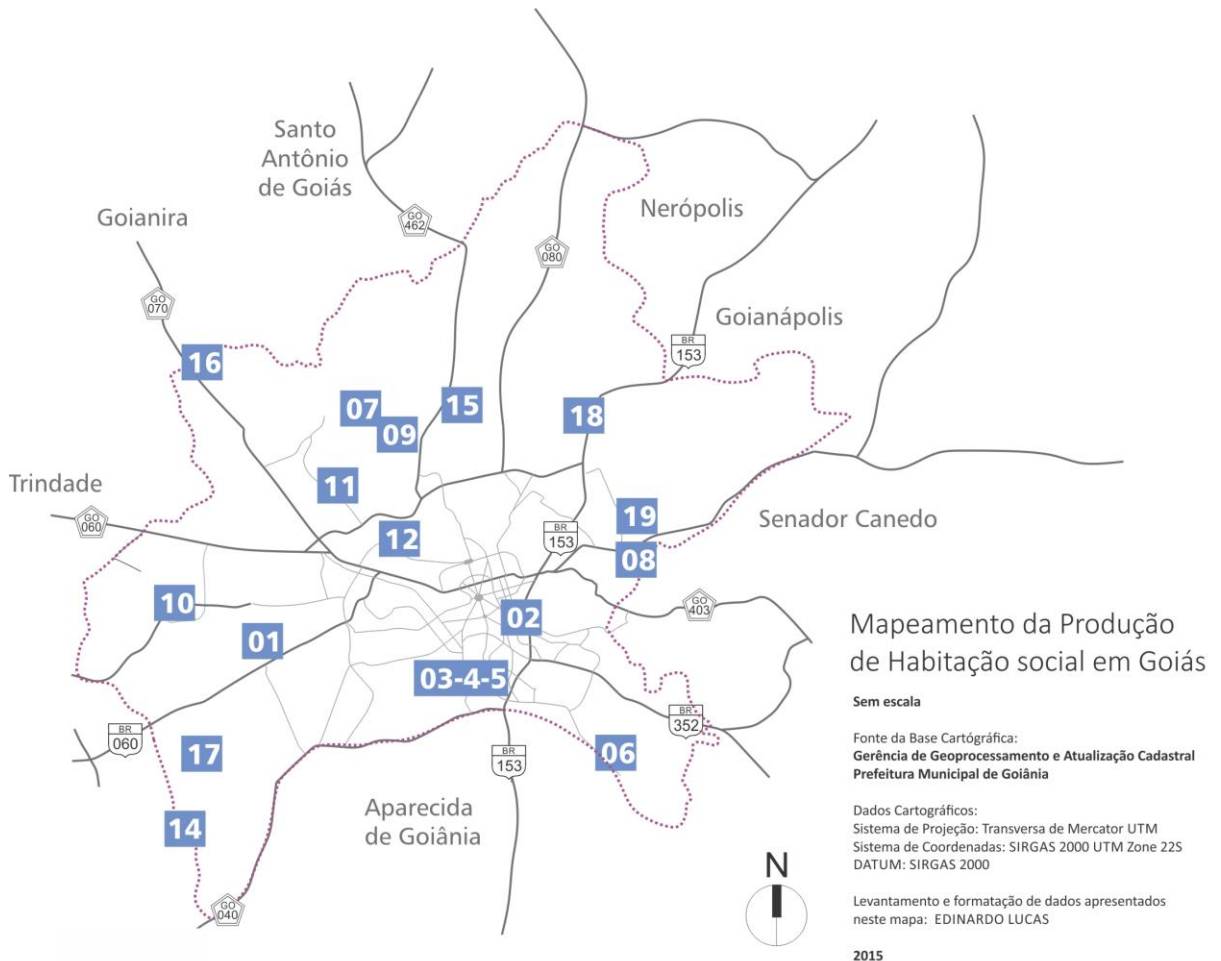 Santo
Antônio
de Goiás
Goianira
GO
462
Nerópolis
GO
080
GO
070
Goianápolis
BR
153
16
07
15
18
09
11
Trindade
GO
060
12
19
BR
153
Senador Canedo
08
10
02
GO
403
01
03-4-5
BR
352
BR
060
17
BR
153
06
14
Aparecida
de Goiânia
GO
040
N
Mapeamento da Produção
de Habitação social em Goiás
Sem escala
Fonte da Base Cartógráfica:
Gerência de Geoprocessamento e Atualização Cadastral
Prefeitura Municipal de Goiânia
Dados Cartográficos:
Sistema de Projeção: Transversa de Mercator UTM
Sistema de Coordenadas: SIRGAS 2000 UTM Zone 22S
DATUM: SIRGAS 2000
Levantamento e formatação de dados apresentados
neste mapa: EDINARDO LUCAS
2015